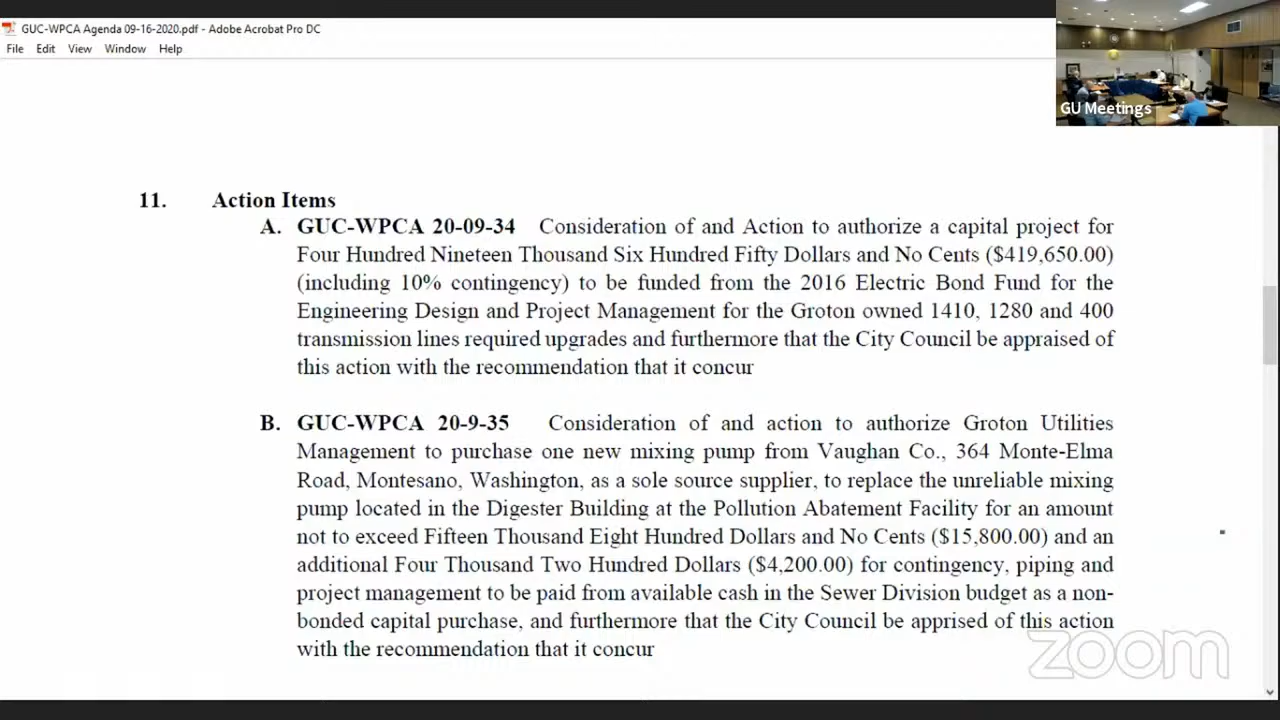 GUC-WPCA Agenda 09-16-2020.pdf - Adobe Acrobat Pro DC
File Edit View Window Help
GU Meetings
11. Action Items
A. GUC-WPCA 20-09-34 Consideration of and Action to authorize a capital project for
Four Hundred Nineteen Thousand Six Hundred Fifty Dollars and No Cents ($419,650.00)
(including 10% contingency) to be funded from the 2016 Electric Bond Fund for the
Engineering Design and Project Management for the Groton owned 1410, 1280 and 400
transmission lines required upgrades and furthermore that the City Council be appraised of
this action with the recommendation that it concur
B. GUC-WPCA 20-9-35 Consideration of and action to authorize Groton Utilities
Management to purchase one new mixing pump from Vaughan Co., 364 Monte-Elma
Road, Montesano, Washington, as a sole source supplier, to replace the unreliable mixing
pump located in the Digester Building at the Pollution Abatement Facility for an amount
not to exceed Fifteen Thousand Eight Hundred Dollars and No Cents ($15,800.00) and an
additional Four Thousand Two Hundred Dollars ($4,200.00) for contingency, piping and
project management to be paid from available cash in the Sewer Division budget as a non-
bonded capital purchase, and furthermore that the City Council be apprised of this action
with the recommendation that it concur
zoom